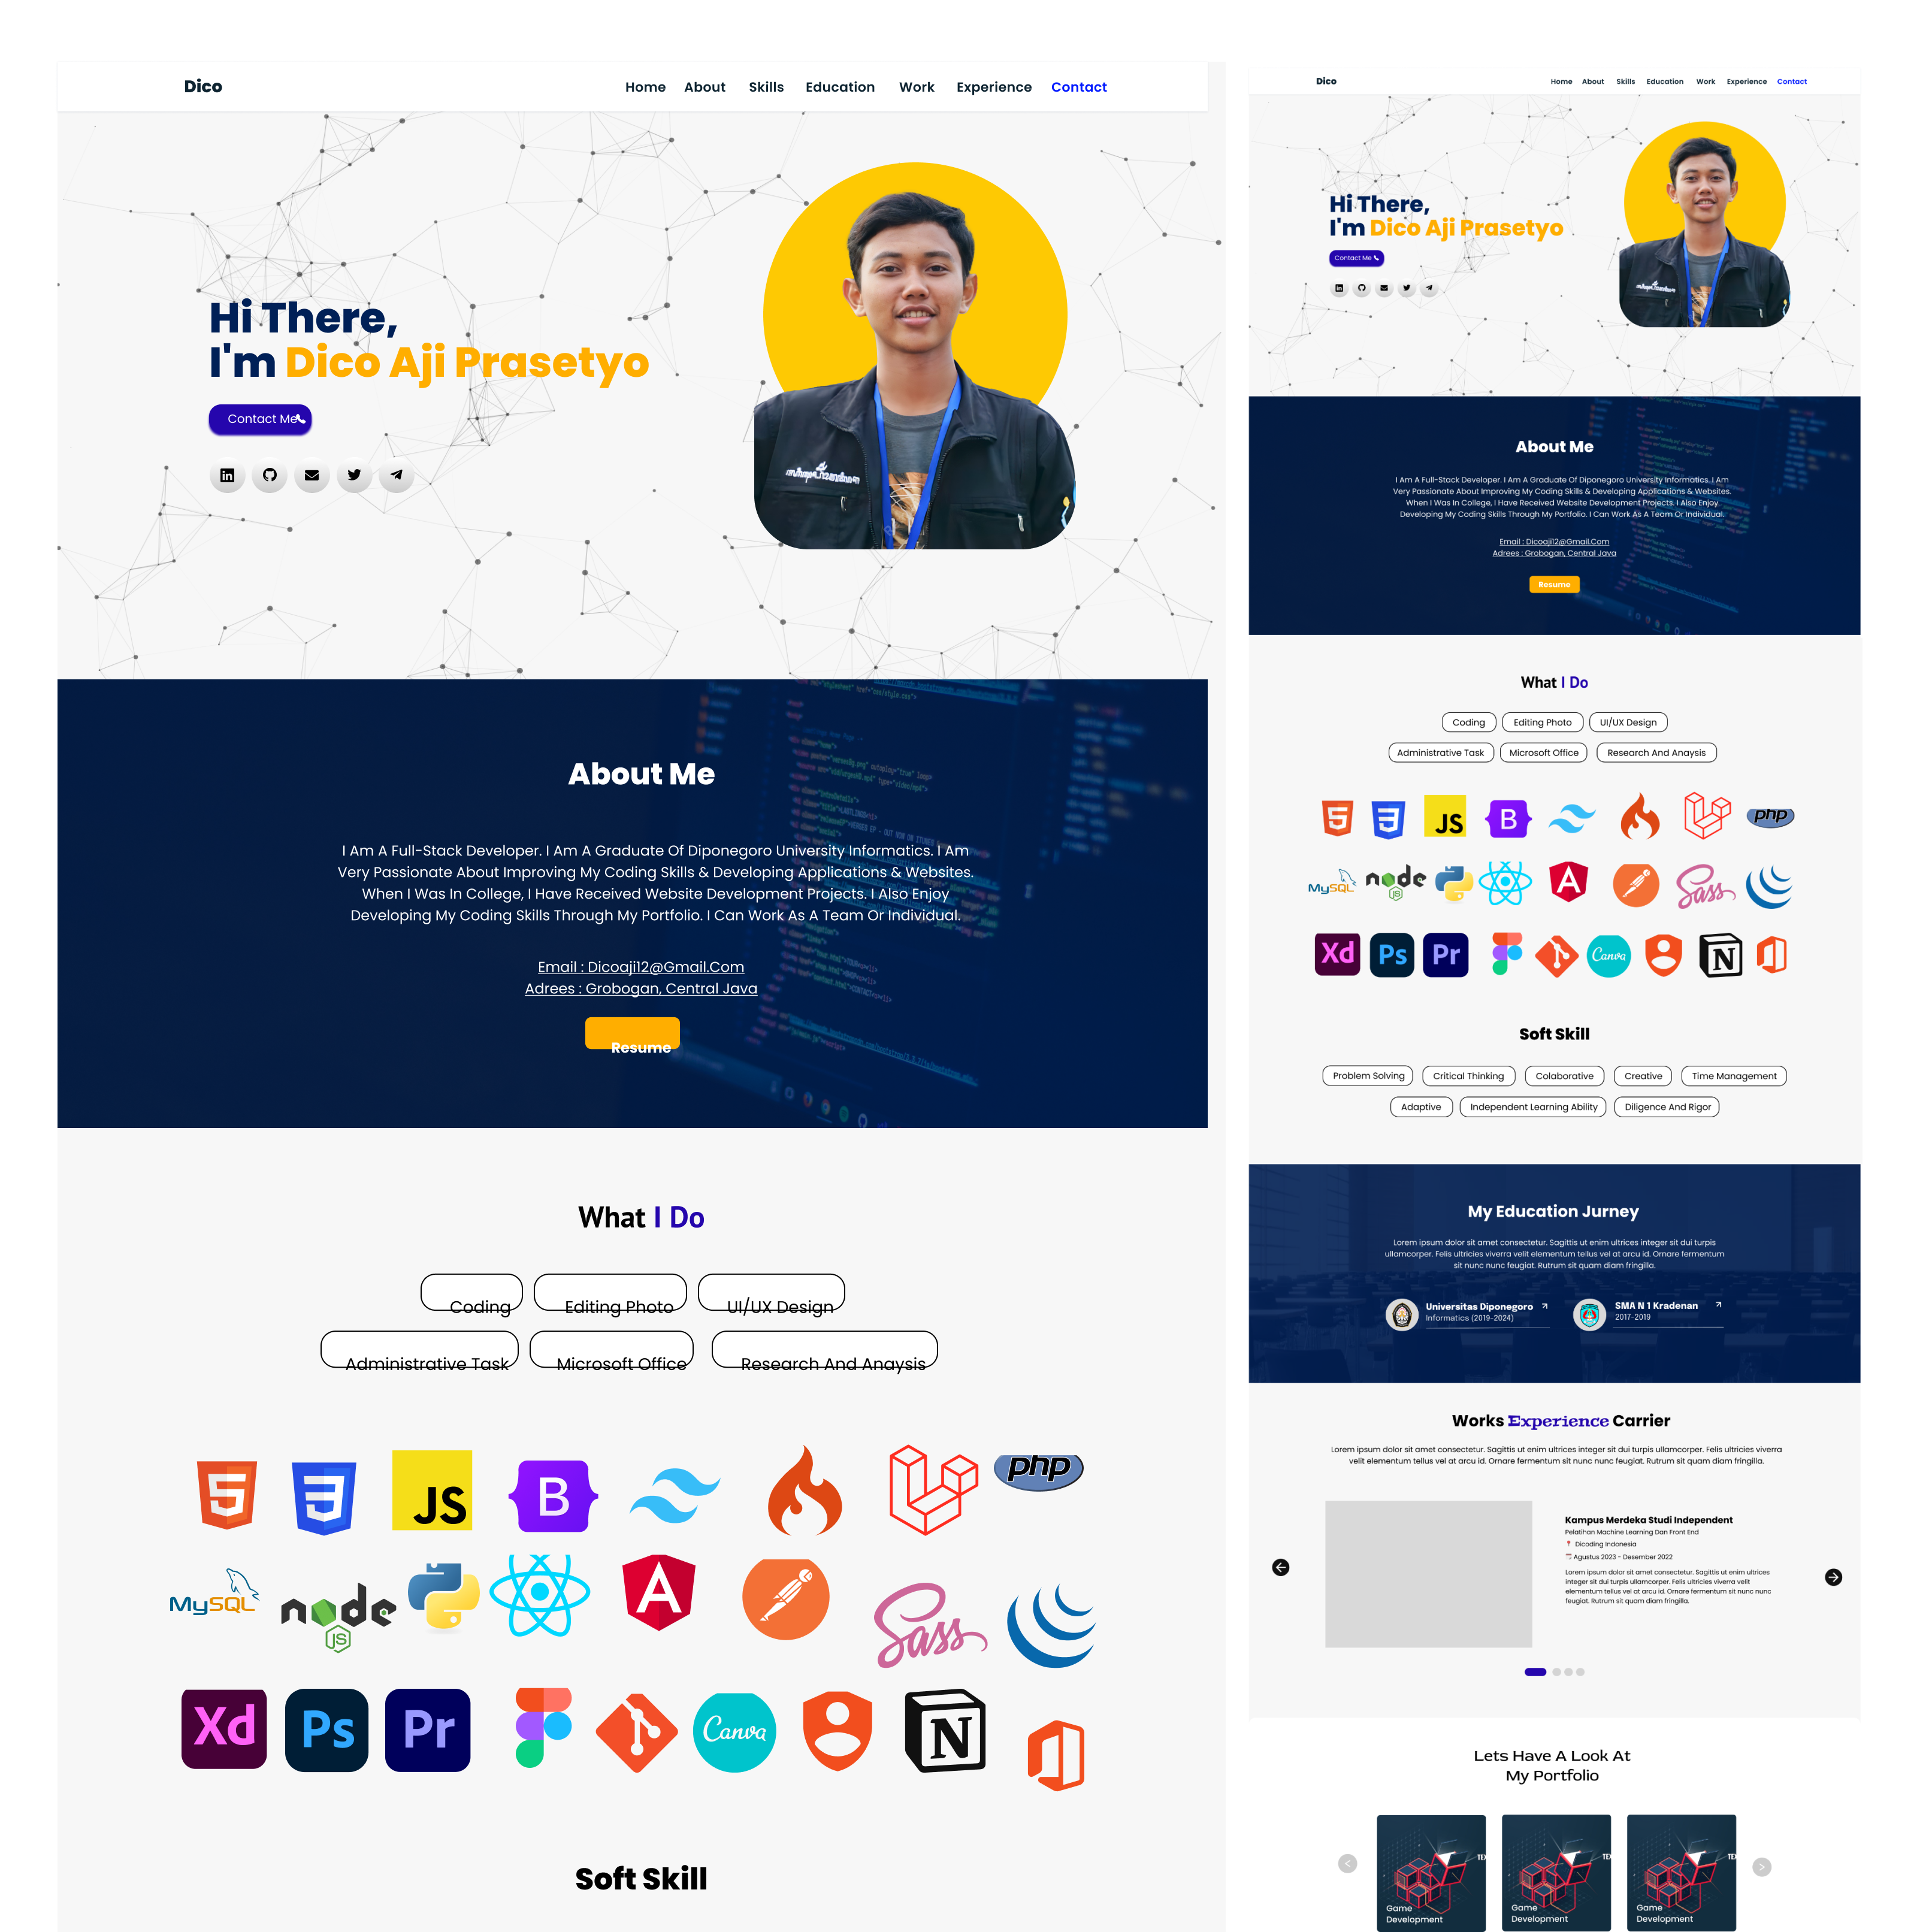 Dico
Home About Skills Education Work Experience Contact
Hi There,
I'm Dico Aji Prasetyo
Contact Me
About Me
I Am A Full-Stack Developer. I Am A Graduate Of Diponegoro University Informatics. I Am
Very Passionate About Improving My Coding Skills & Developing Applications & Websites.
When I Was In College, I Have Received Website Development Projects. I Also Enjoy
Developing My Coding Skills Through My Portfolio. I Can Work As A Team Or Individual.
Email : Dicoaji12@Gmail.Com
Adrees : Grobogan, Central Java
Resume
What I Do
Coding Editing Photo UI/UX Design
Administrative Task Microsoft Office Research And Anaysis
5 3 JS B php
MySQL node JS A Sass
Xd Ps Pr Canva N
Soft Skill
Dico
Home About Skills Education Work Experience Contact
Hi There,
I'm Dico Aji Prasetyo
Contact Me
About Me
I Am A Full-Stack Developer. I Am A Graduate Of Diponegoro University Informatics. I Am
Very Passionate About Improving My Coding Skills & Developing Applications & Websites.
When I Was In College, I Have Received Website Development Projects. I Also Enjoy
Developing My Coding Skills Through My Portfolio. I Can Work As A Team Or Individual.
Email : Dicoaji12@Gmail.Com
Adrees : Grobogan, Central Java
Resume
What I Do
Coding Editing Photo UI/UX Design
Administrative Task Microsoft Office Research And Anaysis
5 3 JS B php
MySQL node JS A Sass
Xd Ps Pr Canva N
Soft Skill
Problem Solving Critical Thinking Colaborative Creative Time Management
Adaptive Independent Learning Ability Diligence And Rigor
My Education Jurney
Lorem ipsum dolor sit amet consectetur. Sagittis ut enim ultrices integer sit dui turpis
ullamcorper. Felis ultricies viverra velit elementum tellus vel at arcu id. Ornare fermentum
sit nunc nunc feugiat. Rutrum sit quam diam fringilla.
Universitas Diponegoro
Informatics (2019-2024)
SMA N 1 Kradenan
2017-2019
Works Experience Carrier
Lorem ipsum dolor sit amet consectetur. Sagittis ut enim ultrices integer sit dui turpis ullamcorper. Felis ultricies viverra
velit elementum tellus vel at arcu id. Ornare fermentum sit nunc nunc feugiat. Rutrum sit quam diam fringilla.
Kampus Merdeka Studi Independent
Pelatihan Machine Learning Dan Front End
Dicoding Indonesia
Agustus 2023 - Desember 2022
Lorem ipsum dolor sit amet consectetur. Sagittis ut enim ultrices
integer sit dui turpis ullamcorper. Felis ultricies viverra velit
elementum tellus vel at arcu id. Ornare fermentum sit nunc nunc
feugiat. Rutrum sit quam diam fringilla.
Lets Have A Look At
My Portfolio
Game
Development
Game
Development
Game
Development